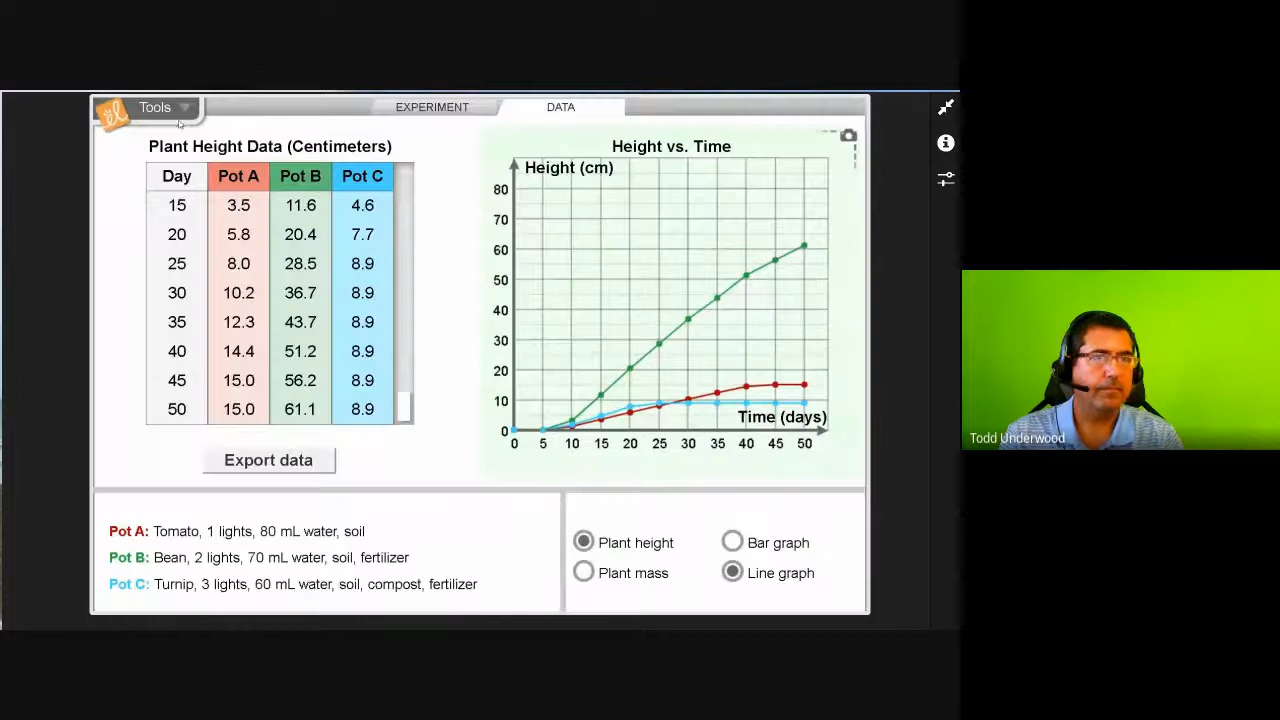 Tools
EXPERIMENT
DATA
Plant Height Data (Centimeters)
Day Pot A Pot B Pot C
15 3.5 11.6 4.6
20 5.8 20.4 7.7
25 8.0 28.5 8.9
30 10.2 36.7 8.9
35 12.3 43.7 8.9
40 14.4 51.2 8.9
45 15.0 56.2 8.9
50 15.0 61.1 8.9
Export data
Height vs. Time
Height (cm)
80
70
60
50
40
30
20
10
0
Time (days)
0 5 10 15 20 25 30 35 40 45 50
Pot A: Tomato, 1 lights, 80 mL water, soil
Pot B: Bean, 2 lights, 70 mL water, soil, fertilizer
Pot C: Turnip, 3 lights, 60 mL water, soil, compost, fertilizer
Plant height
Bar graph
Plant mass
Line graph
Todd Underwood